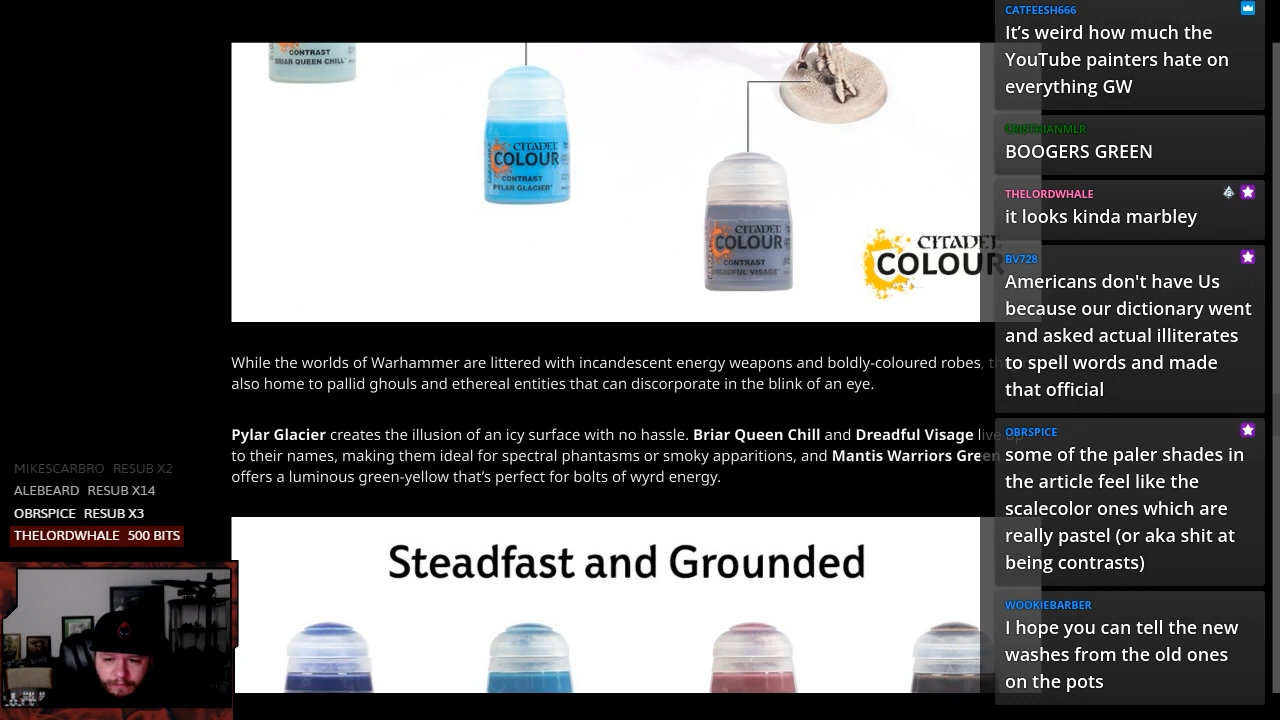 CONTRAST
BRIAR QUEEN CHILL
CITADEL
COLOUR
CONTRAST
PYLAR GLACIER
CITADEL
COLOUR
CONTRAST
DREADFUL VISAGE
CITADEL
COLOUR
While the worlds of Warhammer are littered with incandescent energy weapons and boldly-coloured robes,
also home to pallid ghouls and ethereal entities that can discorporate in the blink of an eye.
Pylar Glacier creates the illusion of an icy surface with no hassle. Briar Queen Chill and Dreadful Visage live up
to their names, making them ideal for spectral phantasms or smoky apparitions, and Mantis Warriors Green
offers a luminous green-yellow that’s perfect for bolts of wyrd energy.
Steadfast and Grounded
MIKESCARBRO RESUB X2
ALEBEARD RESUB X14
OBRSPICE RESUB X3
THELORDWHALE 500 BITS
CATFEESH666
It’s weird how much the
YouTube painters hate on
everything GW
CRISTHIANMLR
BOOGERS GREEN
THELORDWHALE
it looks kinda marbley
BV728
Americans don't have Us
because our dictionary went
and asked actual illiterates
to spell words and made
that official
OBRSPICE
some of the paler shades in
the article feel like the
scalecolor ones which are
really pastel (or aka shit at
being contrasts)
WOOKIEBARBER
I hope you can tell the new
washes from the old ones
on the pots